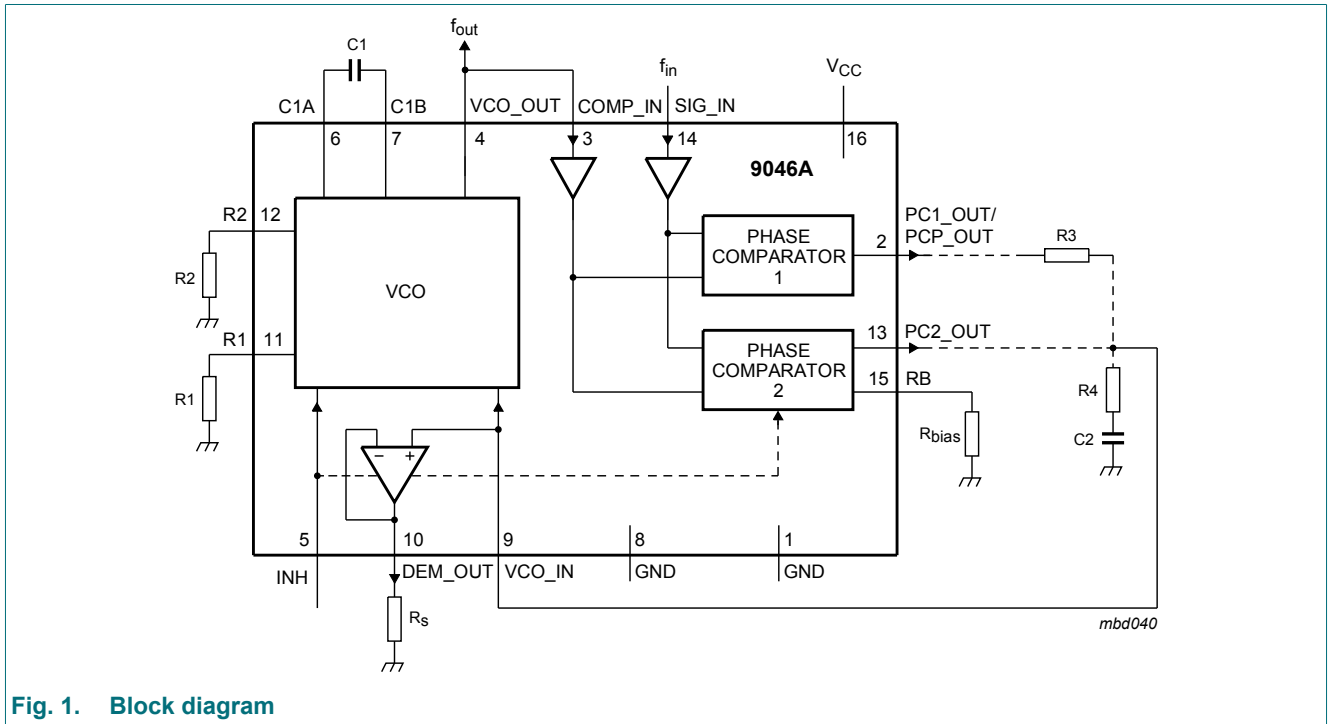 f_out
C1
f_in
V_CC
C1A
C1B
VCO_OUT
COMP_IN
SIG_IN
6
7
4
3
14
16
9046A
R2
12
R2
VCO
PHASE
COMPARATOR
1
2
PC1_OUT/
PCP_OUT
R3
R1
11
R1
PHASE
COMPARATOR
2
13
PC2_OUT
15
RB
R_bias
R4
C2
−
+
5
10
9
8
1
INH
DEM_OUT
VCO_IN
GND
GND
R_s
mbd040
Fig. 1. Block diagram